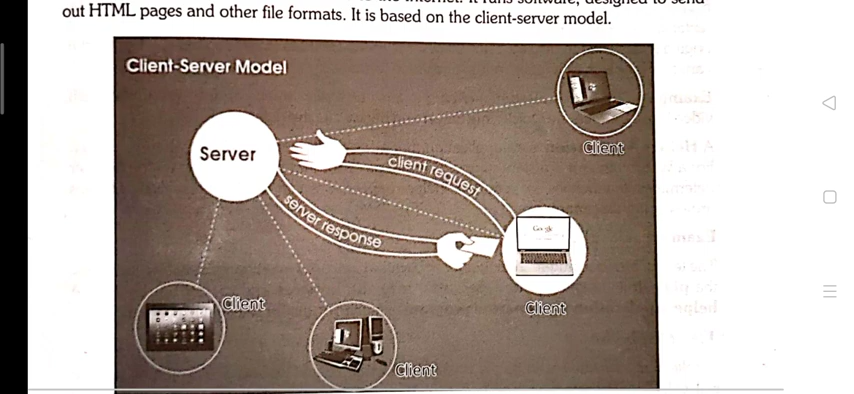 out HTML pages and other file formats. It is based on the client-server model.
Client-Server Model
Client
Server
client request
server response
Google
Client
Client
Client